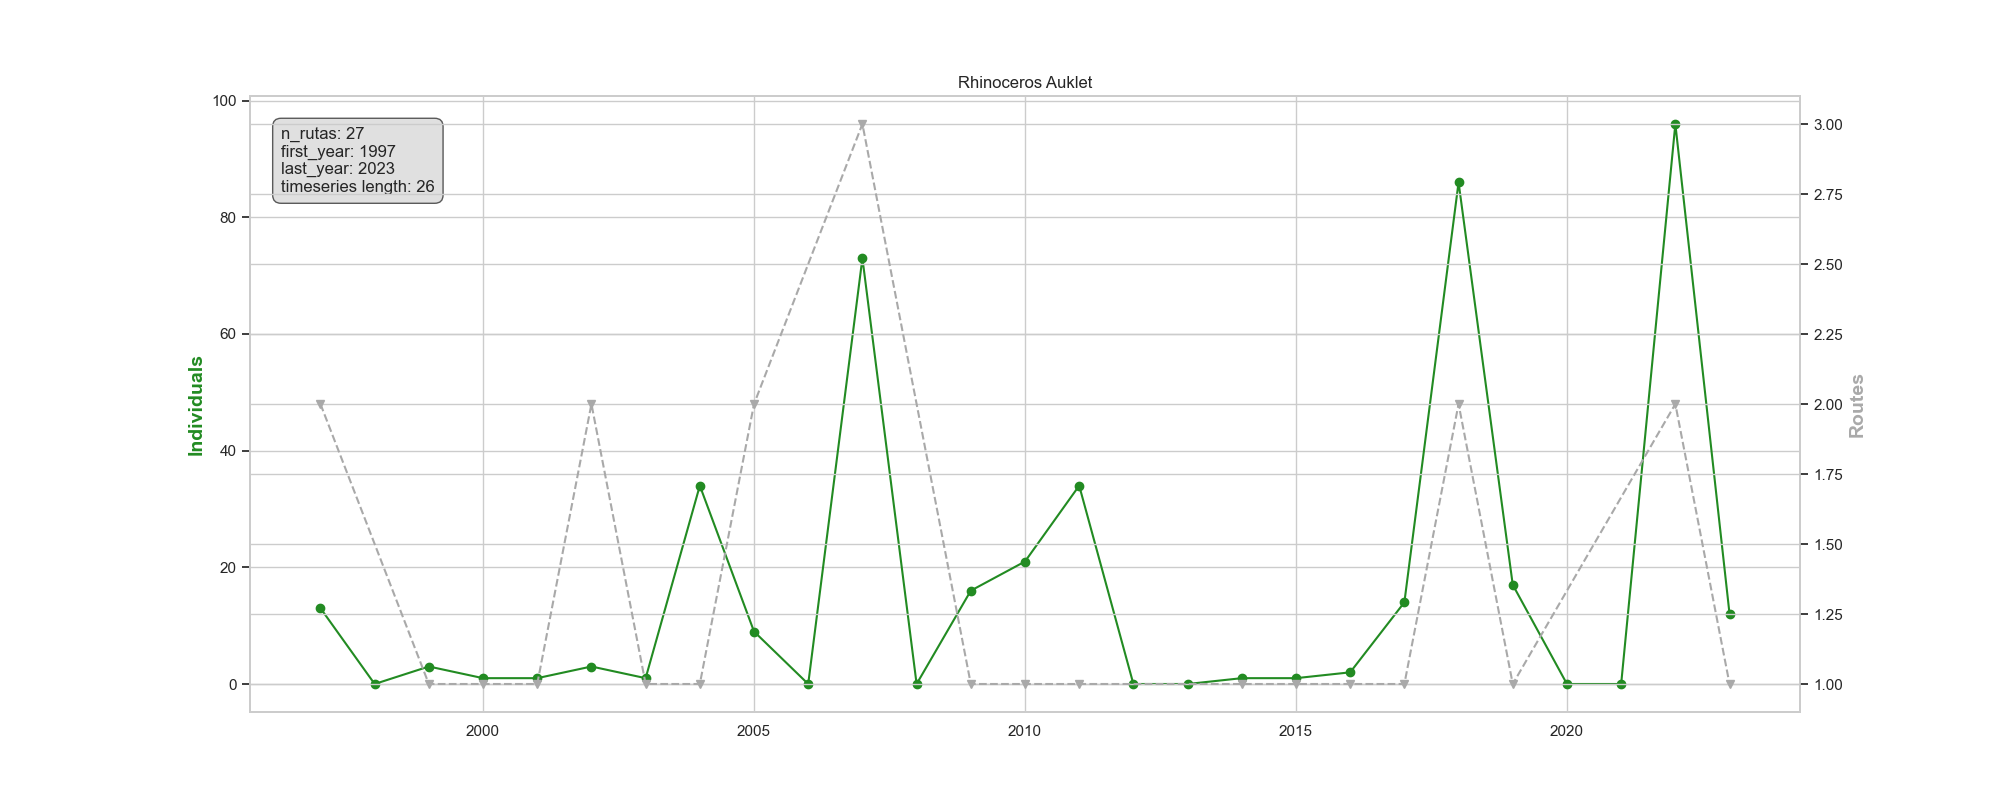 Rhinoceros Auklet
n_rutas: 27
first_year: 1997
last_year: 2023
timeseries length: 26
Individuals
100
80
60
40
20
0
3.00
2.75
2.50
2.25
2.00
1.75
1.50
1.25
1.00
Routes
2000 2005 2010 2015 2020